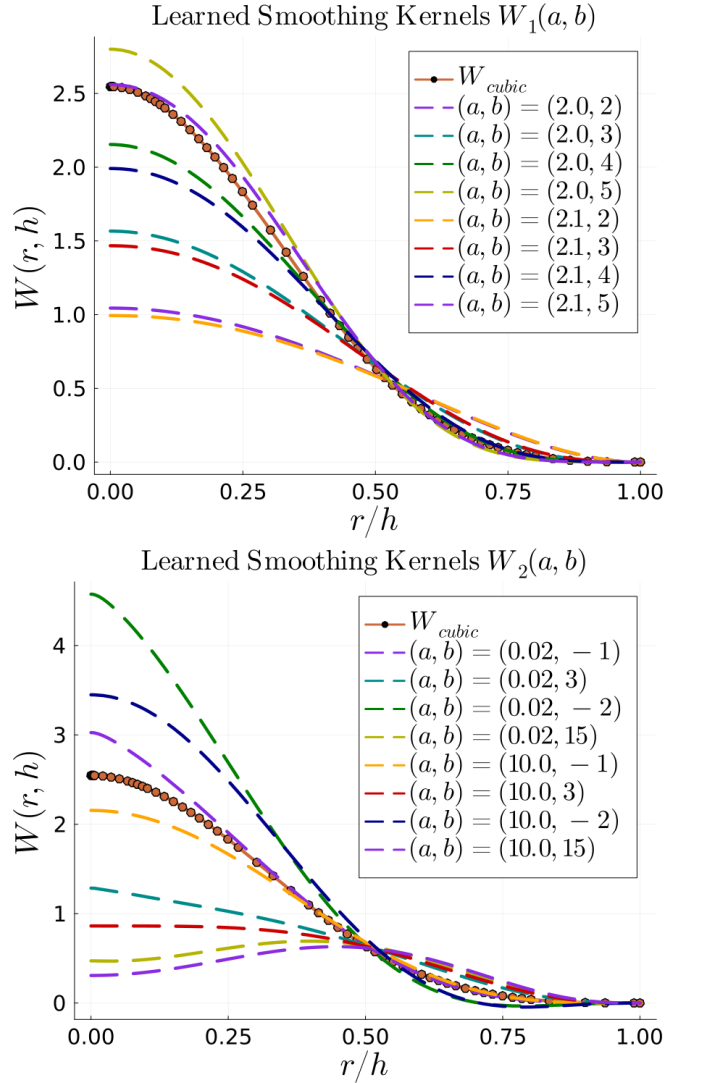 Learned Smoothing Kernels W₁(a, b)
W(r, h)
2.5
2.0
1.5
1.0
0.5
0.0
W_cubic
(a, b) = (2.0, 2)
(a, b) = (2.0, 3)
(a, b) = (2.0, 4)
(a, b) = (2.0, 5)
(a, b) = (2.1, 2)
(a, b) = (2.1, 3)
(a, b) = (2.1, 4)
(a, b) = (2.1, 5)
0.00 0.25 0.50 0.75 1.00
r/h
Learned Smoothing Kernels W₂(a, b)
W(r, h)
4
3
2
1
0
W_cubic
(a, b) = (0.02, − 1)
(a, b) = (0.02, 3)
(a, b) = (0.02, − 2)
(a, b) = (0.02, 15)
(a, b) = (10.0, − 1)
(a, b) = (10.0, 3)
(a, b) = (10.0, − 2)
(a, b) = (10.0, 15)
0.00 0.25 0.50 0.75 1.00
r/h